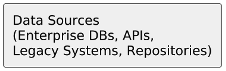 Data Sources
(Enterprise DBs, APIs,
Legacy Systems, Repositories)